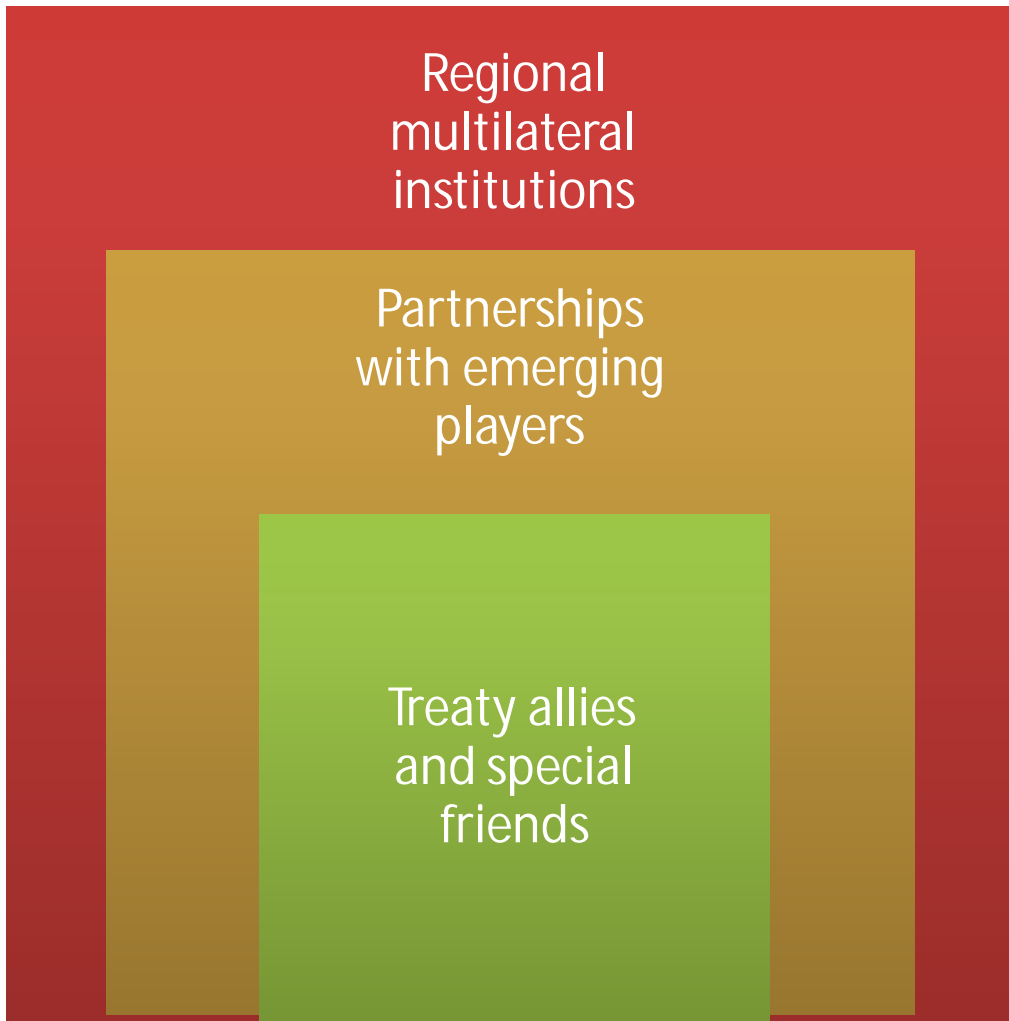 Regional
multilateral
institutions
Partnerships
with emerging
players
Treaty allies
and special
friends